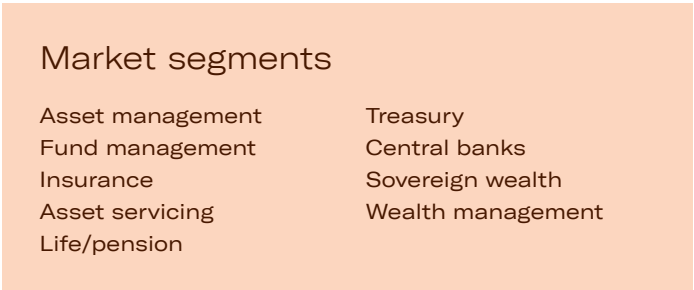 Market segments
Asset management
Fund management
Insurance
Asset servicing
Life/pension
Treasury
Central banks
Sovereign wealth
Wealth management